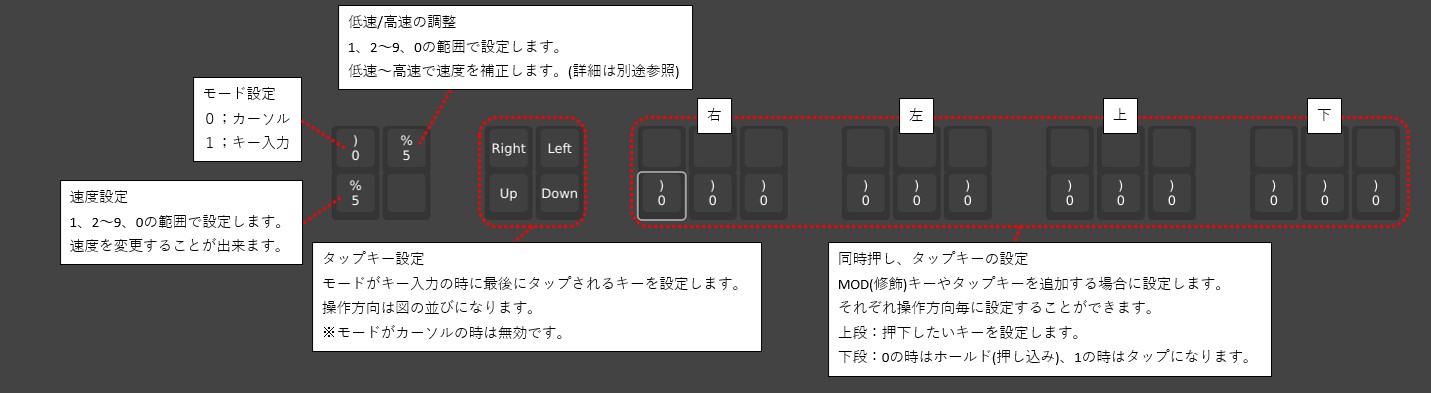 低速/高速の調整
1、2～9、0の範囲で設定します。
低速～高速で速度を補正します。(詳細は別途参照)
モード設定
０；カーソル
１；キー入力
速度設定
1、2～9、0の範囲で設定します。
速度を変更することが出来ます。
)
0
%
5
%
5
Right
Left
Up
Down
右
左
上
下
)
0
)
0
)
0
)
0
)
0
)
0
)
0
)
0
)
0
)
0
)
0
)
0
タップキー設定
モードがキー入力の時に最後にタップされるキーを設定します。
操作方向は図の並びになります。
※モードがカーソルの時は無効です。
同時押し、タップキーの設定
MOD(修飾)キーやタップキーを追加する場合に設定します。
それぞれ操作方向毎に設定することができます。
上段：押下したいキーを設定します。
下段：0の時はホールド(押し込み)、1の時はタップになります。